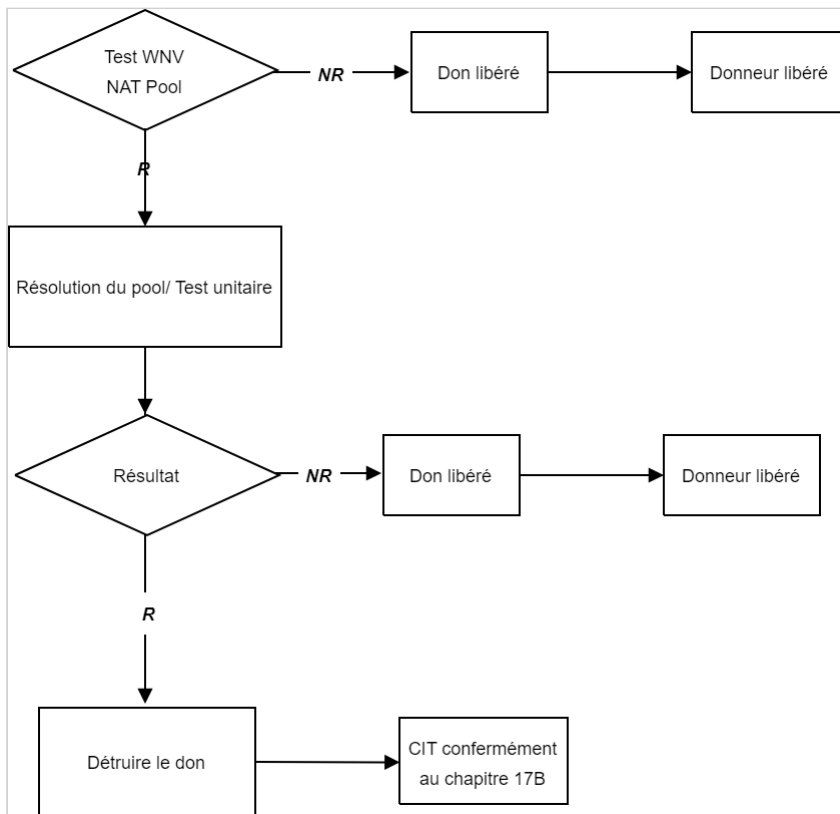 Test WNV
NAT Pool
NR
Don libéré
Donneur libéré
R
Résolution du pool/ Test unitaire
Résultat
NR
Don libéré
Donneur libéré
R
Détruire le don
CIT confermément
au chapitre 17B